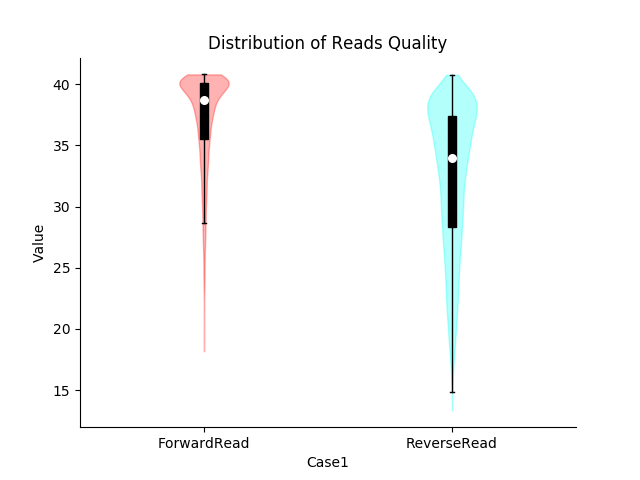 Distribution of Reads Quality
40
35
30
25
20
15
Value
ForwardRead
ReverseRead
Case1